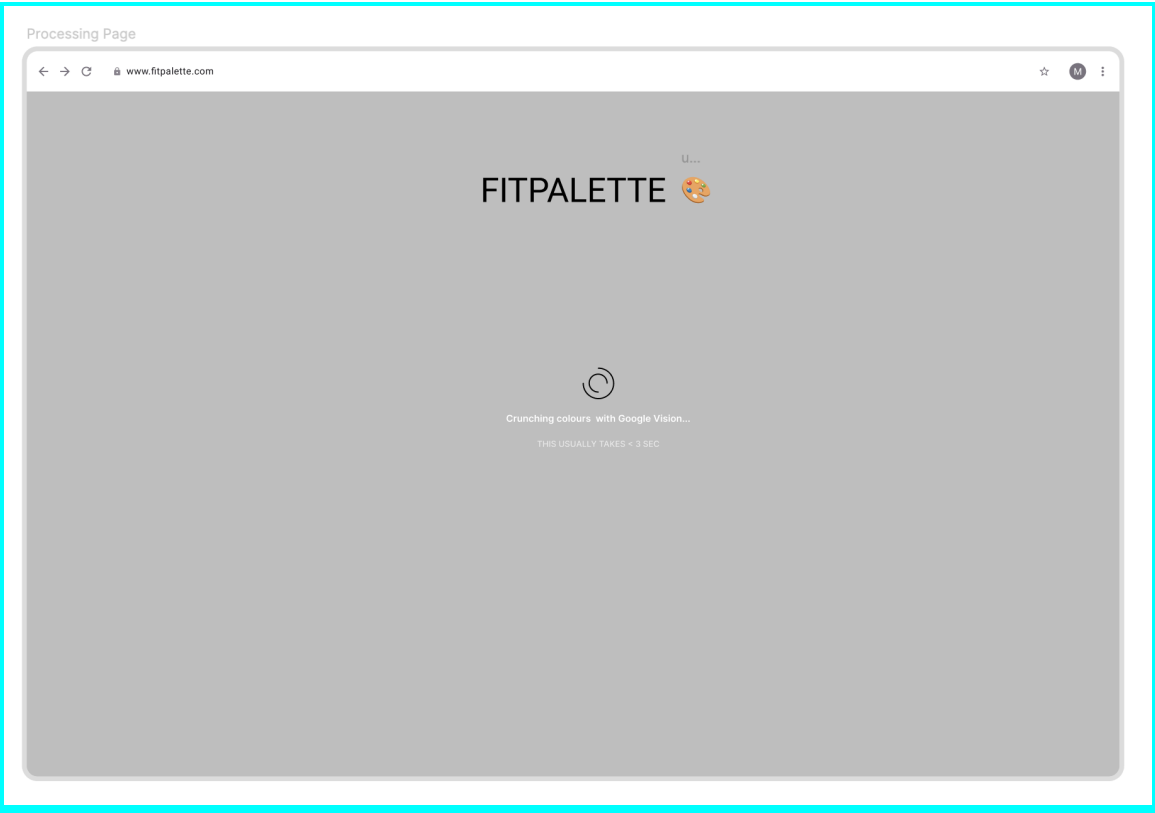 Processing Page
www.fitpalette.com
M
u...
FITPALETTE
Crunching colours  with Google Vision...
THIS USUALLY TAKES < 3 SEC